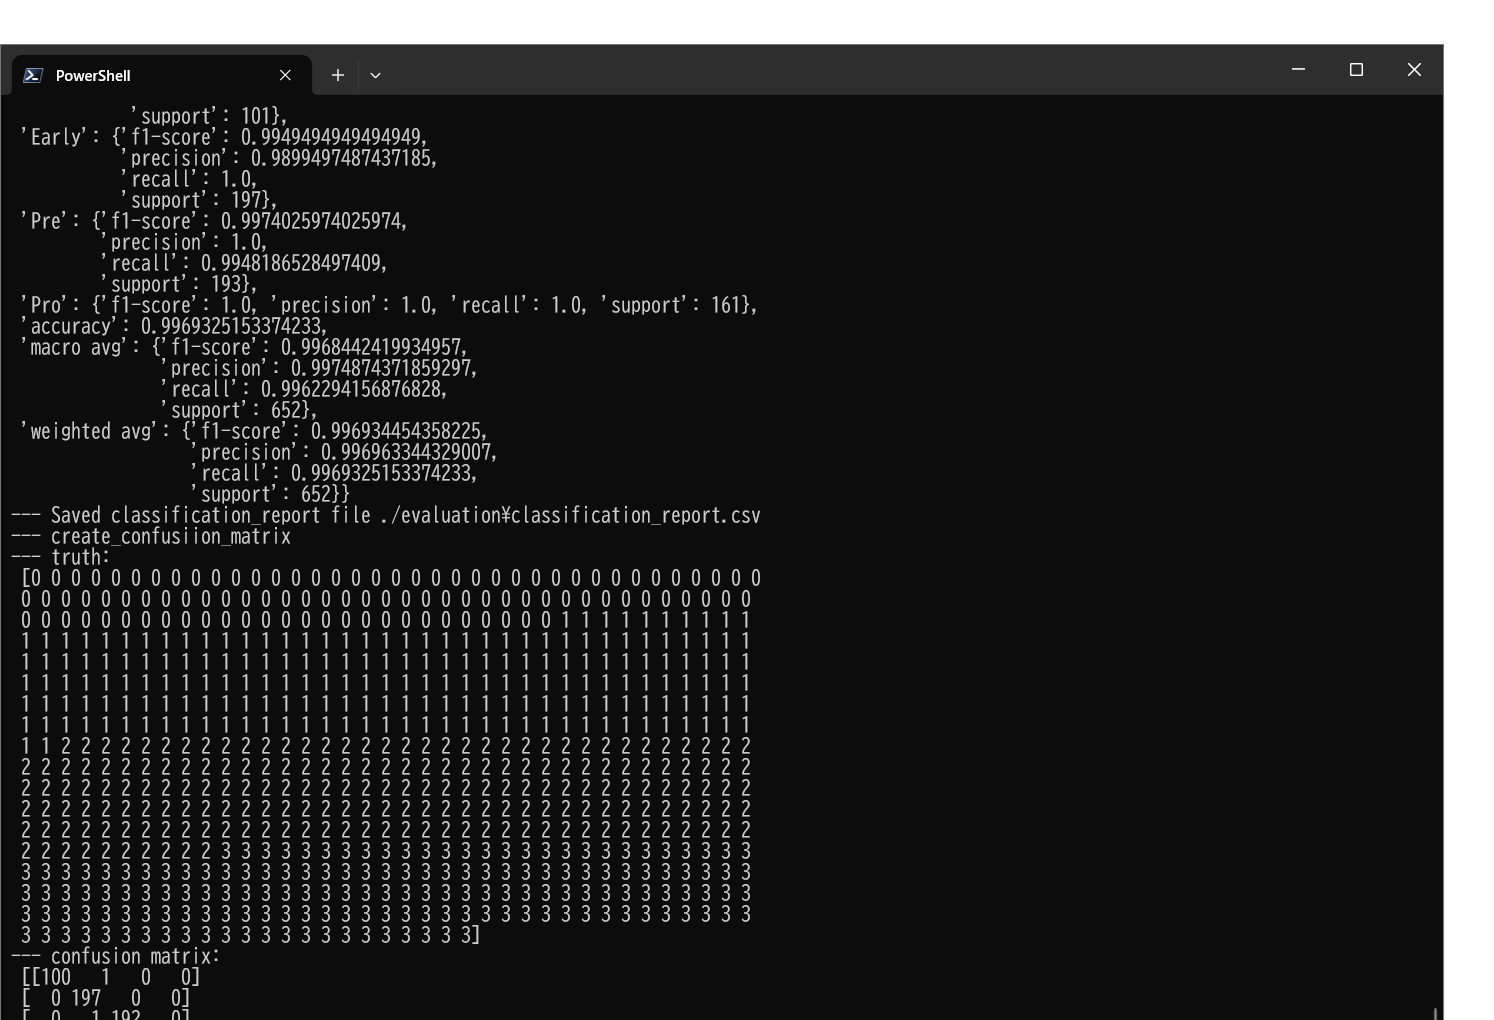 PowerShell
'support': 101},
'Early': {'f1-score': 0.9949494949494949,
'precision': 0.9899497487437185,
'recall': 1.0,
'support': 197},
'Pre': {'f1-score': 0.9974025974025974,
'precision': 1.0,
'recall': 0.9948186528497409,
'support': 193},
'Pro': {'f1-score': 1.0, 'precision': 1.0, 'recall': 1.0, 'support': 161},
'accuracy': 0.9969325153374233,
'macro avg': {'f1-score': 0.9968442419934957,
'precision': 0.9974874371859297,
'recall': 0.9962294156876828,
'support': 652},
'weighted avg': {'f1-score': 0.996934454358225,
'precision': 0.996963344329007,
'recall': 0.9969325153374233,
'support': 652}}
--- Saved classification_report file ./evaluation¥classification_report.csv
--- create_confusiion_matrix
--- truth:
[0 0 0 0 0 0 0 0 0 0 0 0 0 0 0 0 0 0 0 0 0 0 0 0 0 0 0 0 0 0 0 0 0 0 0 0 0
0 0 0 0 0 0 0 0 0 0 0 0 0 0 0 0 0 0 0 0 0 0 0 0 0 0 0 0 0 0 0 0 0 0 0 0 0
0 0 0 0 0 0 0 0 0 0 0 0 0 0 0 0 0 0 0 0 0 0 0 0 0 0 0 1 1 1 1 1 1 1 1 1 1
1 1 1 1 1 1 1 1 1 1 1 1 1 1 1 1 1 1 1 1 1 1 1 1 1 1 1 1 1 1 1 1 1 1 1 1 1
1 1 1 1 1 1 1 1 1 1 1 1 1 1 1 1 1 1 1 1 1 1 1 1 1 1 1 1 1 1 1 1 1 1 1 1 1
1 1 1 1 1 1 1 1 1 1 1 1 1 1 1 1 1 1 1 1 1 1 1 1 1 1 1 1 1 1 1 1 1 1 1 1 1
1 1 1 1 1 1 1 1 1 1 1 1 1 1 1 1 1 1 1 1 1 1 1 1 1 1 1 1 1 1 1 1 1 1 1 1 1
1 1 1 1 1 1 1 1 1 1 1 1 1 1 1 1 1 1 1 1 1 1 1 1 1 1 1 1 1 1 1 1 1 1 1 1 1
1 1 2 2 2 2 2 2 2 2 2 2 2 2 2 2 2 2 2 2 2 2 2 2 2 2 2 2 2 2 2 2 2 2 2 2 2
2 2 2 2 2 2 2 2 2 2 2 2 2 2 2 2 2 2 2 2 2 2 2 2 2 2 2 2 2 2 2 2 2 2 2 2 2
2 2 2 2 2 2 2 2 2 2 2 2 2 2 2 2 2 2 2 2 2 2 2 2 2 2 2 2 2 2 2 2 2 2 2 2 2
2 2 2 2 2 2 2 2 2 2 2 2 2 2 2 2 2 2 2 2 2 2 2 2 2 2 2 2 2 2 2 2 2 2 2 2 2
2 2 2 2 2 2 2 2 2 2 2 2 2 2 2 2 2 2 2 2 2 2 2 2 2 2 2 2 2 2 2 2 2 2 2 2 2
2 2 2 2 2 2 2 2 2 2 3 3 3 3 3 3 3 3 3 3 3 3 3 3 3 3 3 3 3 3 3 3 3 3 3 3 3
3 3 3 3 3 3 3 3 3 3 3 3 3 3 3 3 3 3 3 3 3 3 3 3 3 3 3 3 3 3 3 3 3 3 3 3 3
3 3 3 3 3 3 3 3 3 3 3 3 3 3 3 3 3 3 3 3 3 3 3 3 3 3 3 3 3 3 3 3 3 3 3 3 3
3 3 3 3 3 3 3 3 3 3 3 3 3 3 3 3 3 3 3 3 3 3 3 3 3 3 3 3 3 3 3 3 3 3 3 3 3
3 3 3 3 3 3 3 3 3 3 3 3 3 3 3 3 3 3 3 3 3 3 3]
--- confusion matrix:
[[100 1 0 0]
[ 0 197 0 0]
[ 0 1 192 0]